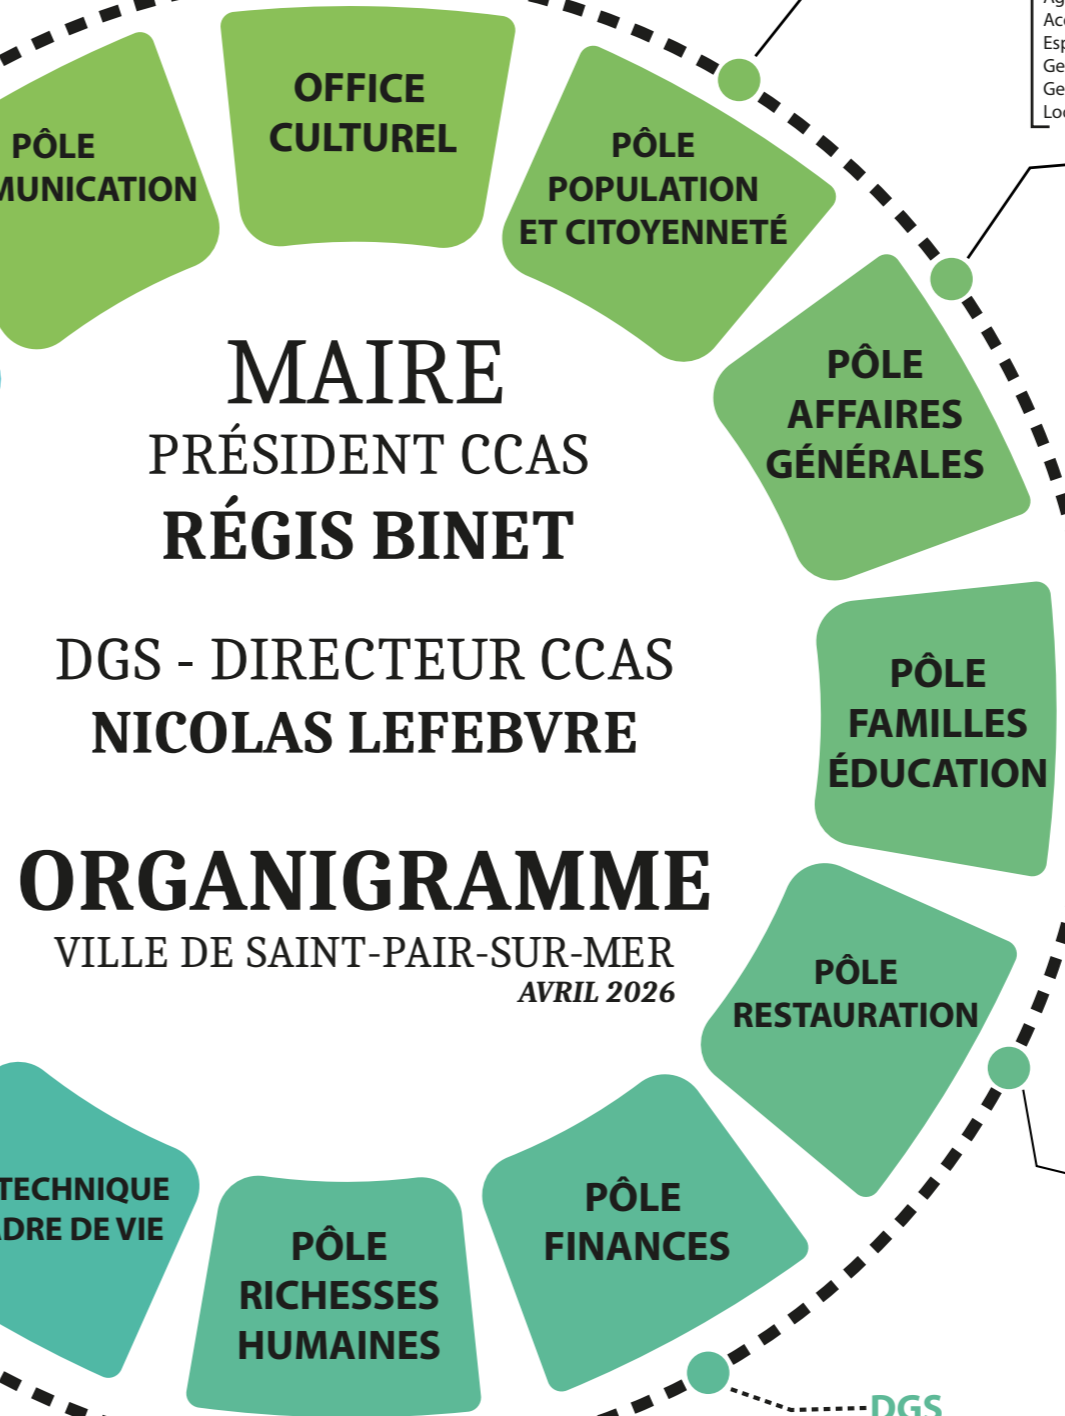 OFFICE
CULTUREL
PÔLE
POPULATION
ET CITOYENNETÉ
PÔLE
AFFAIRES
GÉNÉRALES
PÔLE
FAMILLES
ÉDUCATION
PÔLE
RESTAURATION
PÔLE
FINANCES
PÔLE
RICHESSES
HUMAINES
TECHNIQUE
DE VIE
PÔLE
MAIRE
PRÉSIDENT CCAS
RÉGIS BINET
DGS - DIRECTEUR CCAS
NICOLAS LEFEBVRE
ORGANIGRAMME
VILLE DE SAINT-PAIR-SUR-MER
AVRIL 2026
DGS